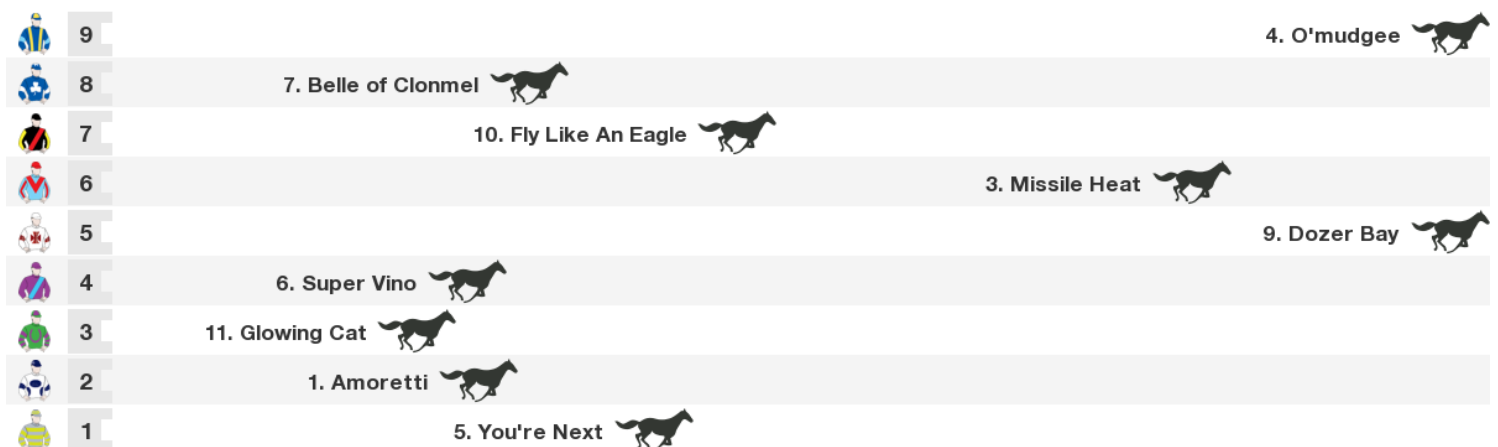 9 4. O'mudgee
8 7. Belle of Clonmel
7 10. Fly Like An Eagle
6 3. Missile Heat
5 9. Dozer Bay
4 6. Super Vino
3 11. Glowing Cat
2 1. Amoretti
1 5. You're Next